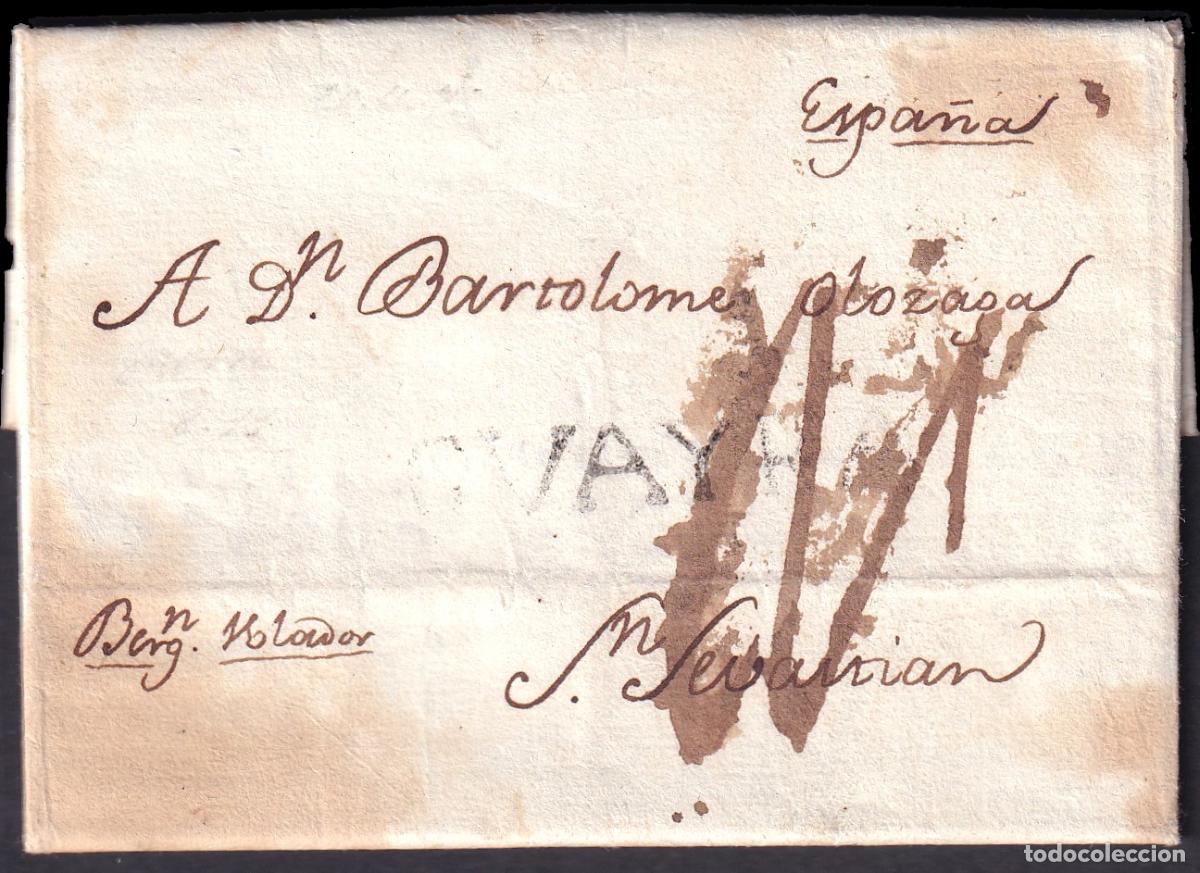 España
A Dⁿ. Bartolome Olozaga
GUAYRA
Bergⁿ. Volador
Sⁿ. Sevastian
todocoleccion